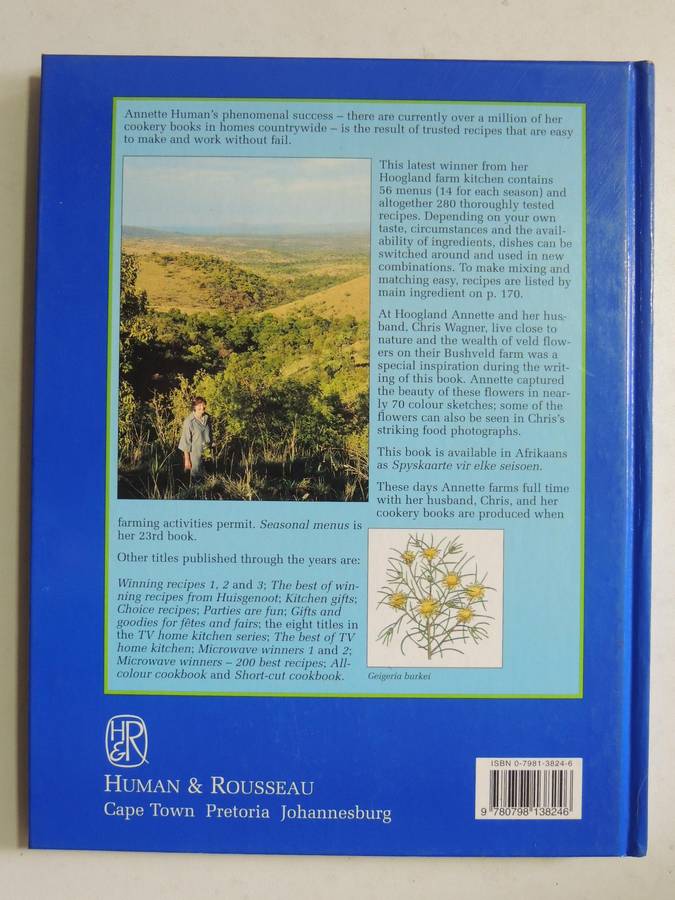 Annette Human's phenomenal success – there are currently over a million of her
cookery books in homes countrywide – is the result of trusted recipes that are easy
to make and work without fail.
This latest winner from her
Hoogland farm kitchen contains
56 menus (14 for each season) and
altogether 280 thoroughly tested
recipes. Depending on your own
taste, circumstances and the avail-
ability of ingredients, dishes can be
switched around and used in new
combinations. To make mixing and
matching easy, recipes are listed by
main ingredient on p. 170.
At Hoogland Annette and her hus-
band, Chris Wagner, live close to
nature and the wealth of veld flow-
ers on their Bushveld farm was a
special inspiration during the writ-
ing of this book. Annette captured
the beauty of these flowers in near-
ly 70 colour sketches; some of the
flowers can also be seen in Chris's
striking food photographs.
This book is available in Afrikaans
as Spyskaarte vir elke seisoen.
These days Annette farms full time
with her husband, Chris, and her
cookery books are produced when
farming activities permit. Seasonal menus is
her 23rd book.
Other titles published through the years are:
Winning recipes 1, 2 and 3; The best of win-
ning recipes from Huisgenoot; Kitchen gifts;
Choice recipes; Parties are fun; Gifts and
goodies for fêtes and fairs; the eight titles in
the TV home kitchen series; The best of TV
home kitchen; Microwave winners 1 and 2;
Microwave winners – 200 best recipes; All-
colour cookbook and Short-cut cookbook.
Geigeria burkei
H&R
HUMAN & ROUSSEAU
Cape Town Pretoria Johannesburg
ISBN 0-7981-3824-6
9 780798 138246